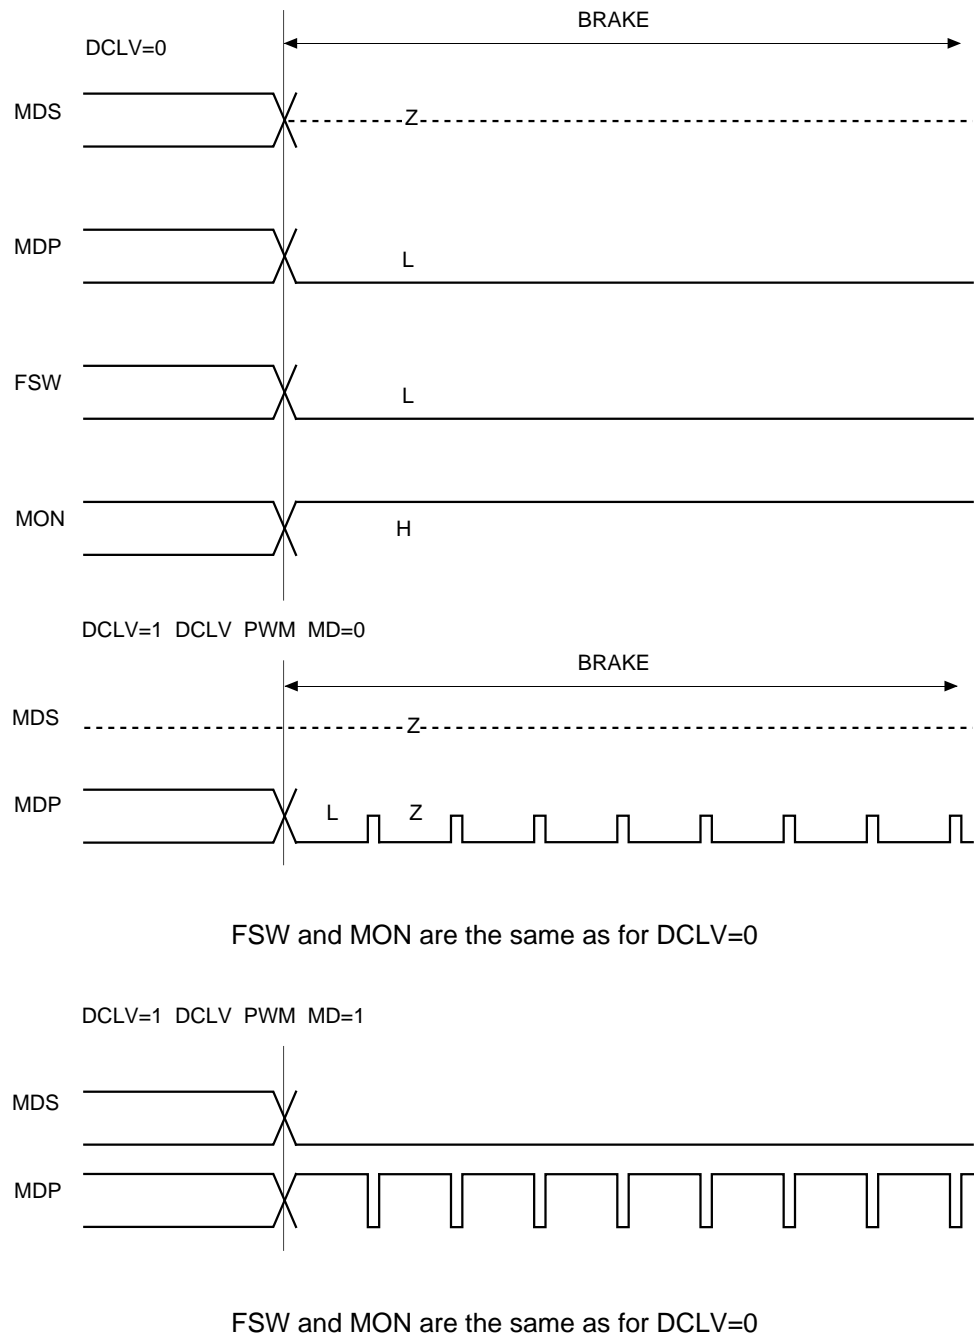 BRAKE
DCLV=0
MDS
Z
MDP
L
FSW
L
MON
H
DCLV=1 DCLV PWM MD=0
BRAKE
MDS
Z
MDP
L Z
FSW and MON are the same as for DCLV=0
DCLV=1 DCLV PWM MD=1
MDS
MDP
FSW and MON are the same as for DCLV=0